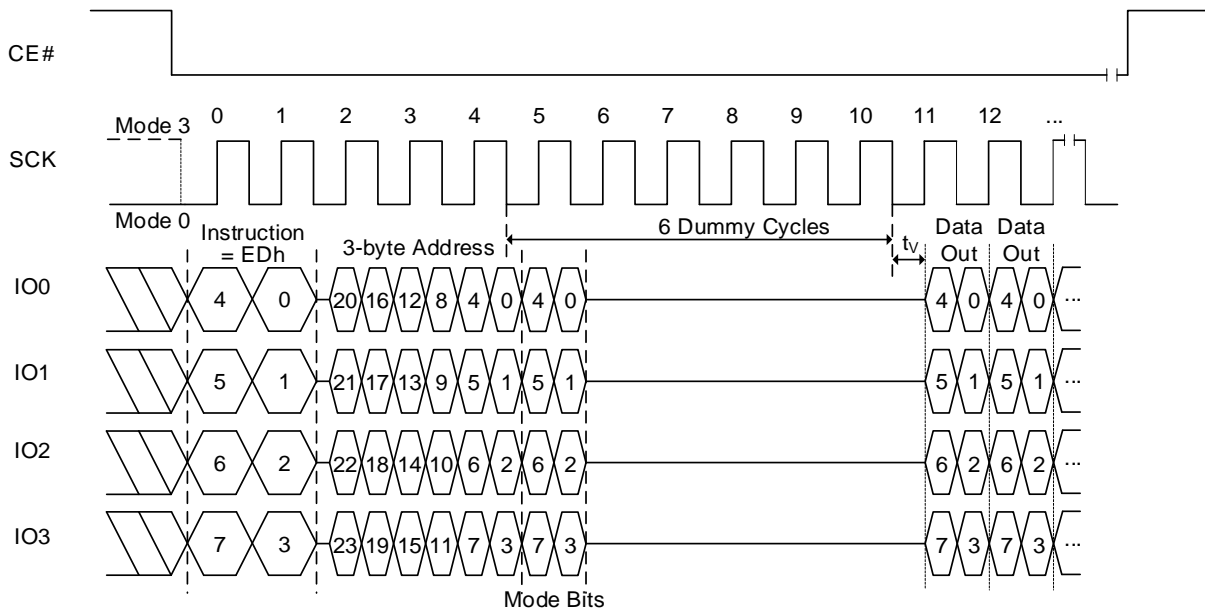 CE#
0 1 2 3 4 5 6 7 8 9 10 11 12 ...
Mode 3
SCK
Mode 0
Instruction
= EDh
3-byte Address
6 Dummy Cycles
tV
Data
Out
Data
Out
IO0 4 0 20 16 12 8 4 0 4 0 4 0 4 0 ...
IO1 5 1 21 17 13 9 5 1 5 1 5 1 5 1 ...
IO2 6 2 22 18 14 10 6 2 6 2 6 2 6 2 ...
IO3 7 3 23 19 15 11 7 3 7 3 7 3 7 3 ...
Mode Bits